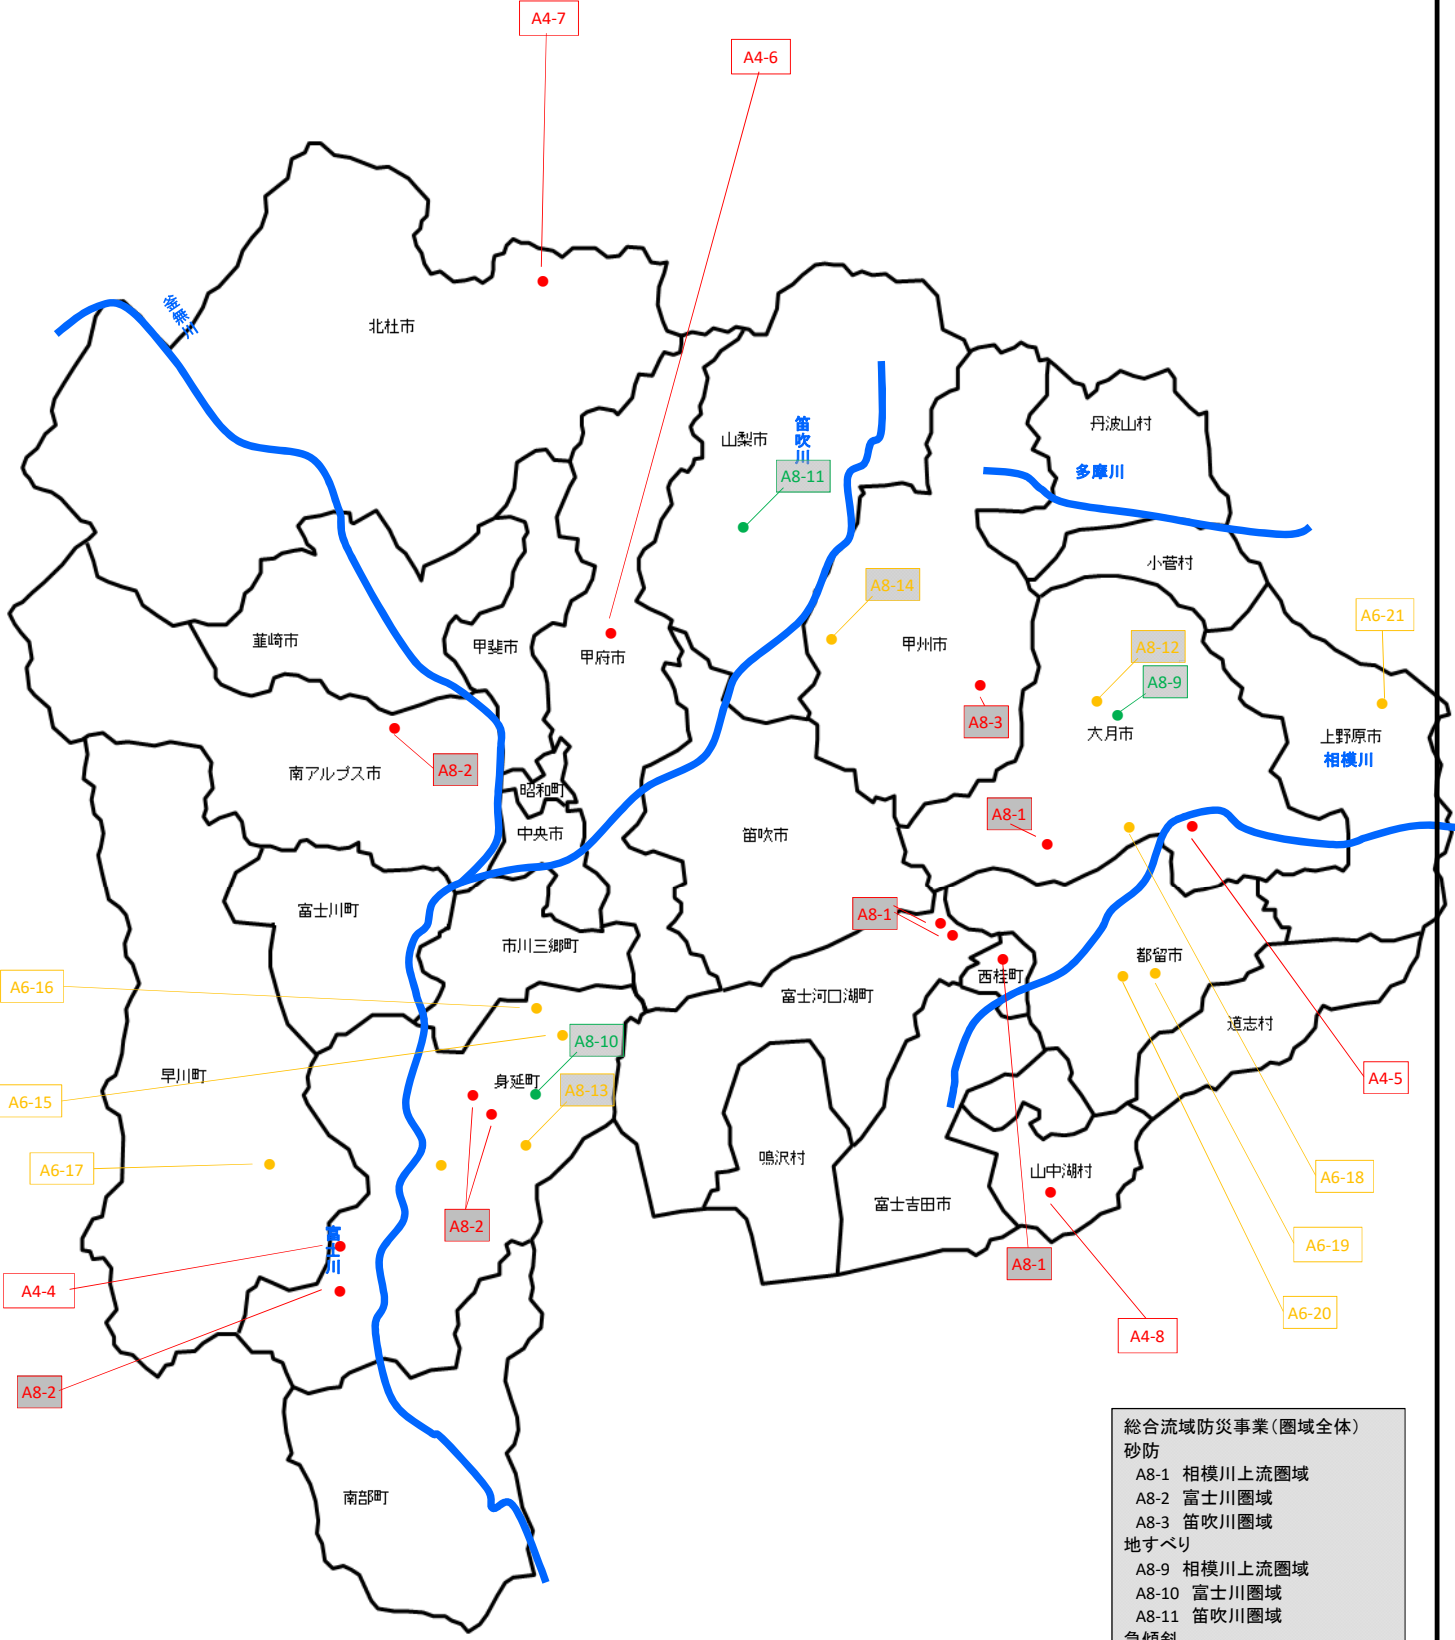 A4-7
A4-6
釜無川
北杜市
山梨市
笛吹川
丹波山村
多摩川
A8-11
小菅村
A8-14
A6-21
韮崎市
甲斐市
甲府市
甲州市
A8-12
A8-9
A8-3
大月市
上野原市
相模川
南アルプス市
A8-2
昭和町
中央市
笛吹市
A8-1
富士川町
A8-1
市川三郷町
都留市
西桂町
A6-16
富士河口湖町
道志村
A8-10
早川町
身延町
A8-13
A4-5
A6-15
鳴沢村
A6-17
山中湖村
A6-18
富士吉田市
A8-2
富士川
A6-19
A8-1
A4-4
A6-20
A4-8
A8-2
南部町
総合流域防災事業(圏域全体)
砂防
A8-1 相模川上流圏域
A8-2 富士川圏域
A8-3 笛吹川圏域
地すべり
A8-9 相模川上流圏域
A8-10 富士川圏域
A8-11 笛吹川圏域
急傾斜